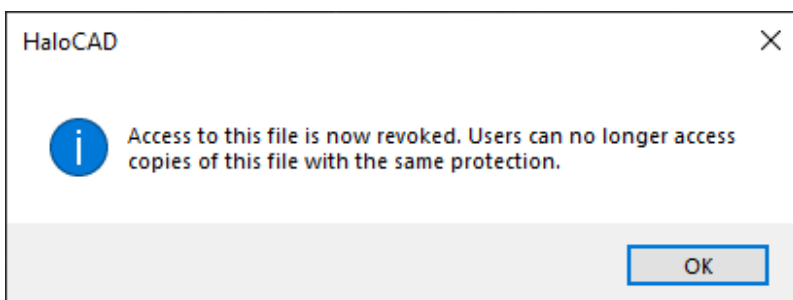 HaloCAD
Access to this file is now revoked. Users can no longer access
copies of this file with the same protection.
OK